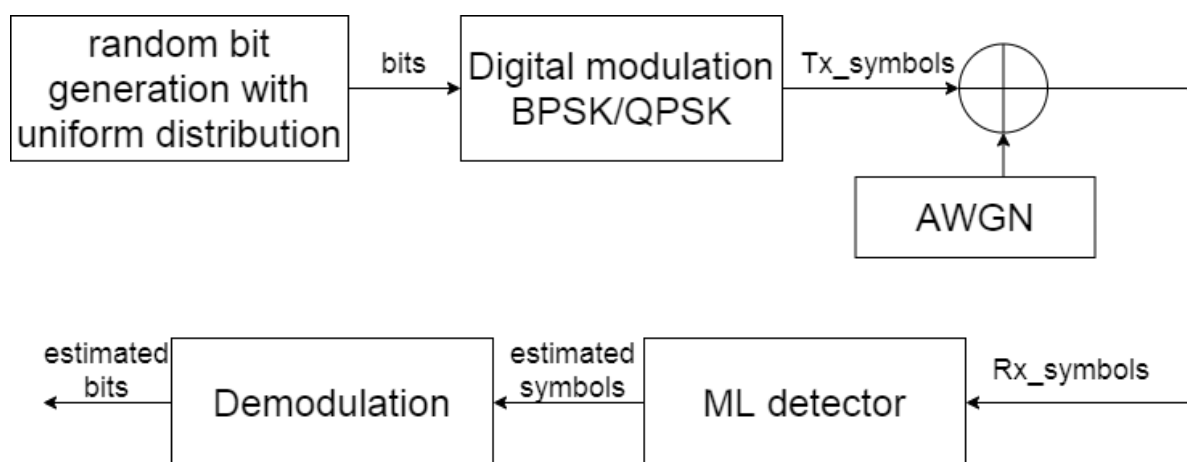 random bit
generation with
uniform distribution
bits
Digital modulation
BPSK/QPSK
Tx_symbols
AWGN
estimated
bits
Demodulation
estimated
symbols
ML detector
Rx_symbols